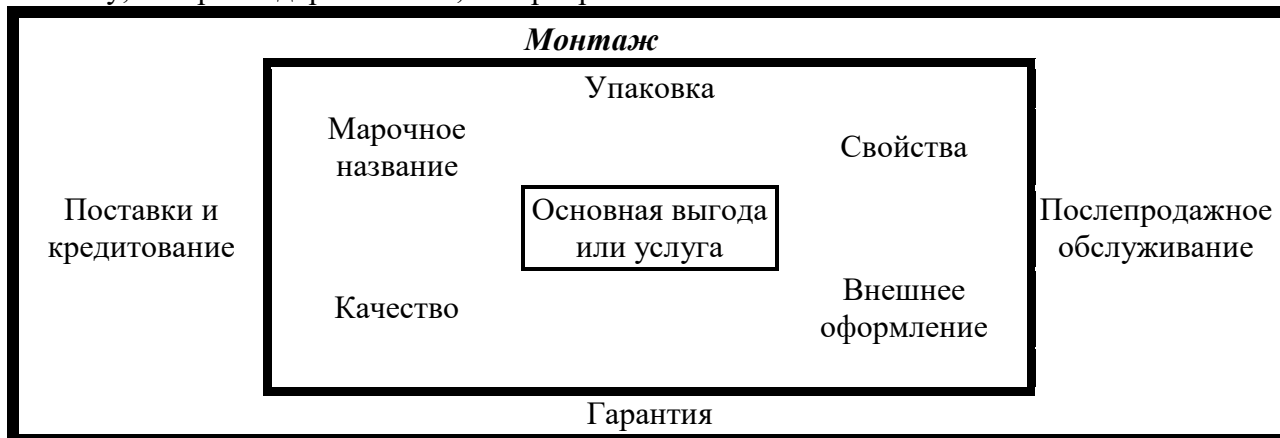 Монтаж
Упаковка
Марочное
название
Свойства
Поставки и
кредитование
Основная выгода
или услуга
Послепродажное
обслуживание
Качество
Внешнее
оформление
Гарантия